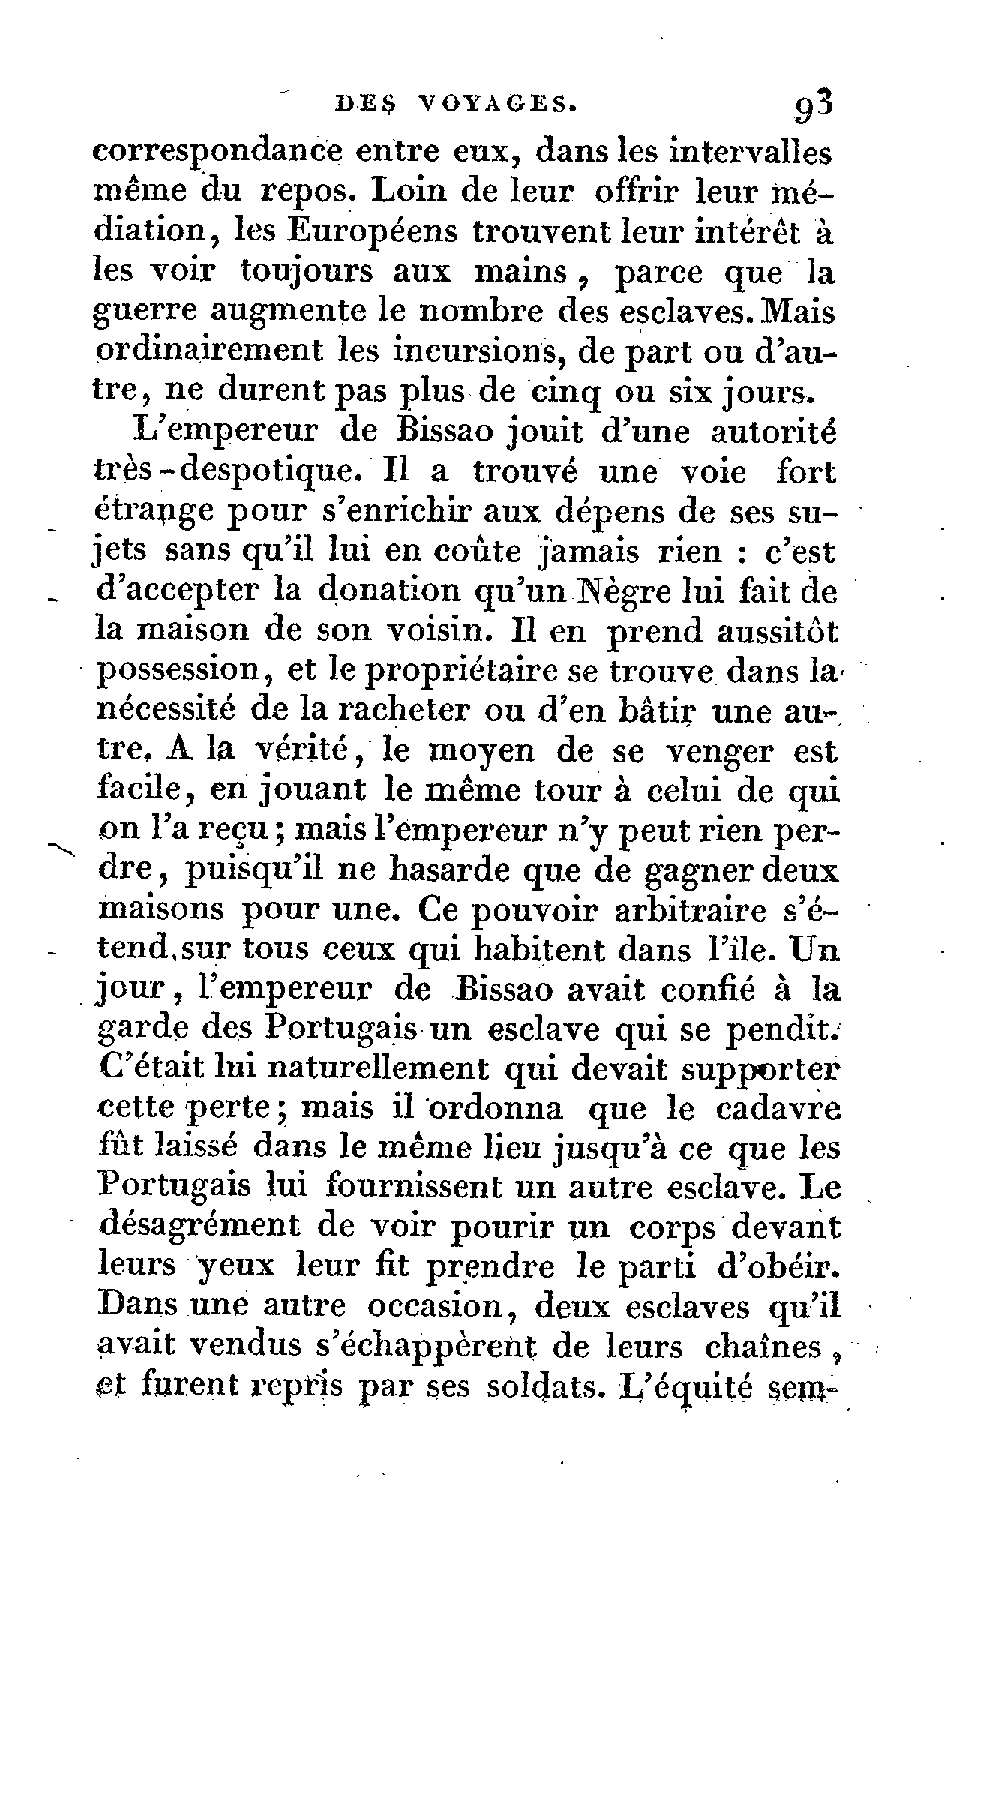 DES VOYAGES. 93
correspondance entre eux, dans les intervalles
même du repos. Loin de leur offrir leur mé-
diation, les Européens trouvent leur intérêt à
les voir toujours aux mains, parce que la
guerre augmente le nombre des esclaves. Mais
ordinairement les incursions, de part ou d'au-
tre, ne durent pas plus de cinq ou six jours.
L'empereur de Bissao jouit d'une autorité
très-despotique. Il a trouvé une voie fort
étrange pour s'enrichir aux dépens de ses su-
jets sans qu'il lui en coûte jamais rien : c'est
d'accepter la donation qu'un Nègre lui fait de
la maison de son voisin. Il en prend aussitôt
possession, et le propriétaire se trouve dans la
nécessité de la racheter ou d'en bâtir une au-
tre. A la vérité, le moyen de se venger est
facile, en jouant le même tour à celui de qui
on l'a reçu ; mais l'empereur n'y peut rien per-
dre, puisqu'il ne hasarde que de gagner deux
maisons pour une. Ce pouvoir arbitraire s'é-
tend sur tous ceux qui habitent dans l'île. Un
jour, l'empereur de Bissao avait confié à la
garde des Portugais un esclave qui se pendit.
C'était lui naturellement qui devait supporter
cette perte ; mais il ordonna que le cadavre
fût laissé dans le même lieu jusqu'à ce que les
Portugais lui fournissent un autre esclave. Le
désagrément de voir pourir un corps devant
leurs yeux leur fit prendre le parti d'obéir.
Dans une autre occasion, deux esclaves qu'il
avait vendus s'échappèrent de leurs chaînes,
et furent repris par ses soldats. L'équité sem-